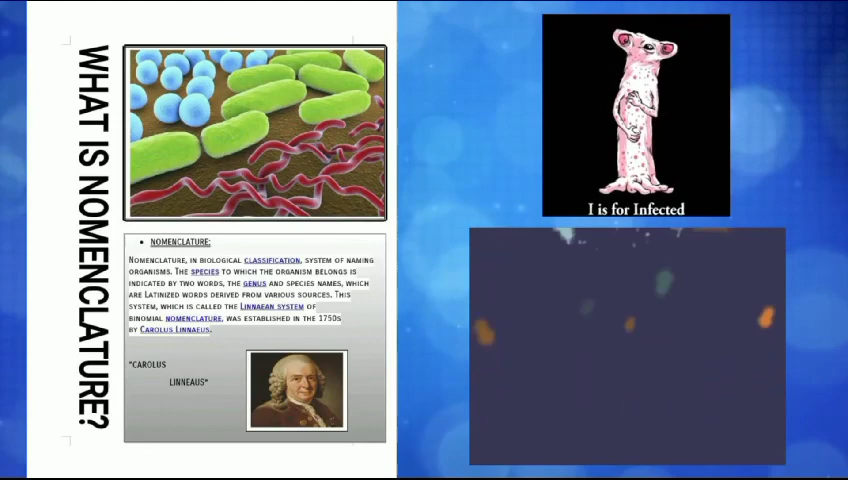 WHAT IS NOMENCLATURE?
• NOMENCLATURE:
NOMENCLATURE, IN BIOLOGICAL CLASSIFICATION, SYSTEM OF NAMING
ORGANISMS. THE SPECIES TO WHICH THE ORGANISM BELONGS IS
INDICATED BY TWO WORDS, THE GENUS AND SPECIES NAMES, WHICH
ARE LATINIZED WORDS DERIVED FROM VARIOUS SOURCES. THIS
SYSTEM, WHICH IS CALLED THE LINNAEAN SYSTEM OF
BINOMIAL NOMENCLATURE, WAS ESTABLISHED IN THE 1750S
BY CAROLUS LINNAEUS.
"CAROLUS
LINNEAUS"
I is for Infected